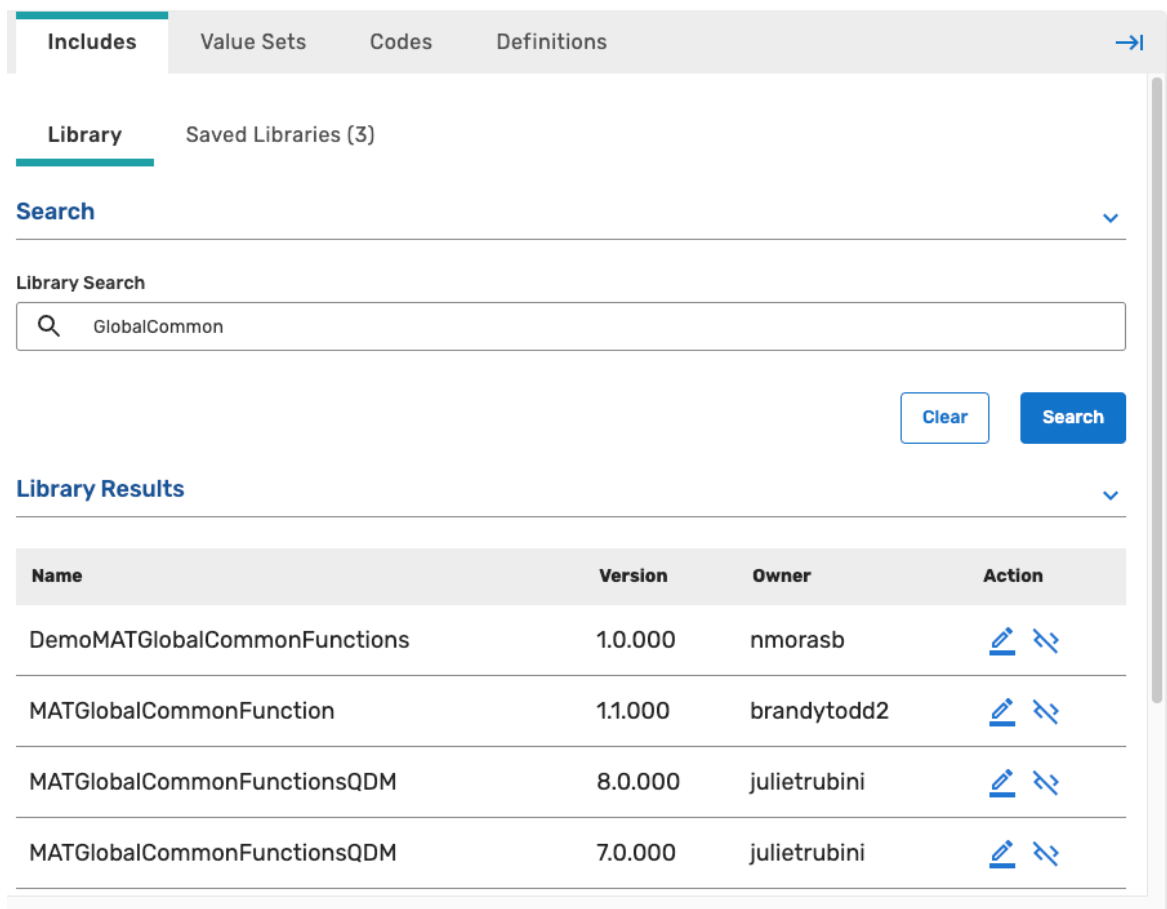 Includes Value Sets Codes Definitions
Library Saved Libraries (3)
Search
Library Search
GlobalCommon
Clear Search
Library Results
Name Version Owner Action
DemoMATGlobalCommonFunctions 1.0.000 nmorasb
MATGlobalCommonFunction 1.1.000 brandytodd2
MATGlobalCommonFunctionsQDM 8.0.000 julietrubini
MATGlobalCommonFunctionsQDM 7.0.000 julietrubini